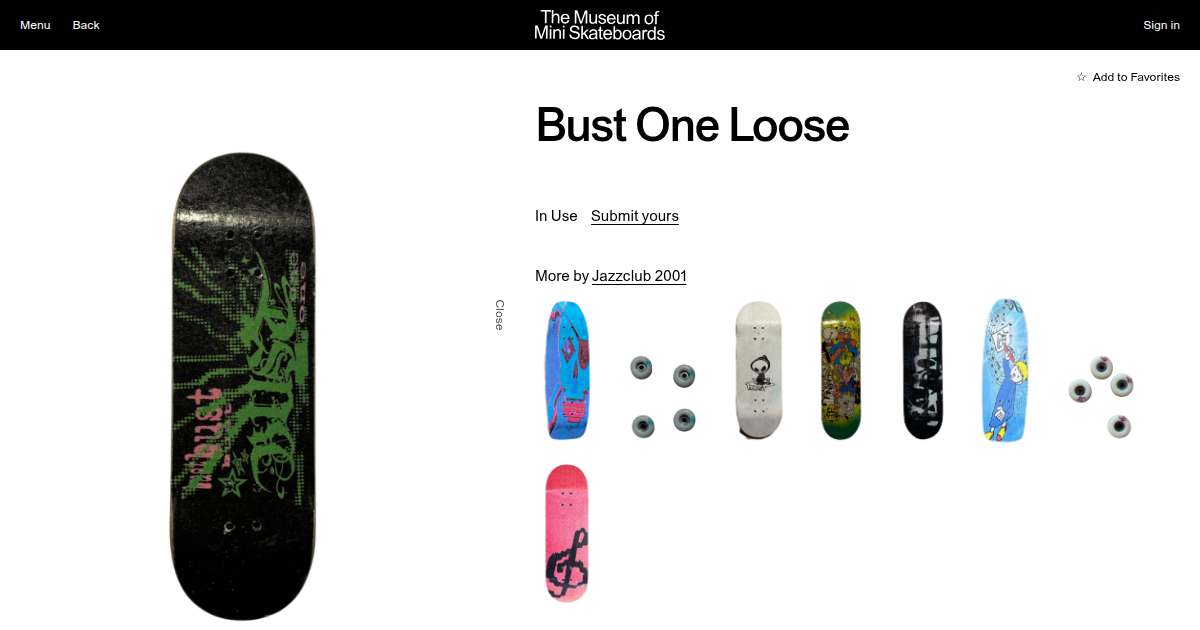 Menu
Back
The Museum of
Mini Skateboards
Sign in
☆ Add to Favorites
Bust One Loose
In Use Submit yours
More by Jazzclub 2001
Close